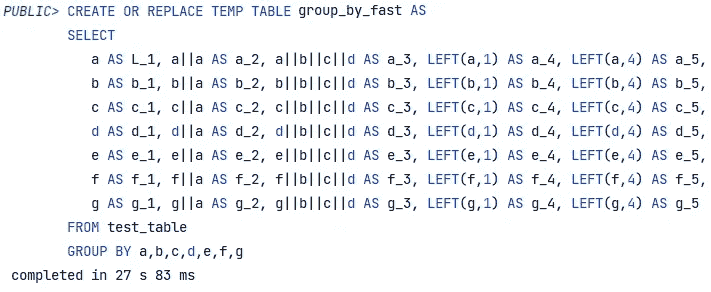 PUBLIC> CREATE OR REPLACE TEMP TABLE group_by_fast AS
SELECT
a AS L_1, a||a AS a_2, a||b||c||d AS a_3, LEFT(a,1) AS a_4, LEFT(a,4) AS a_5,
b AS b_1, b||a AS b_2, b||b||c||d AS b_3, LEFT(b,1) AS b_4, LEFT(b,4) AS b_5,
c AS c_1, c||a AS c_2, c||b||c||d AS c_3, LEFT(c,1) AS c_4, LEFT(c,4) AS c_5,
d AS d_1, d||a AS d_2, d||b||c||d AS d_3, LEFT(d,1) AS d_4, LEFT(d,4) AS d_5,
e AS e_1, e||a AS e_2, e||b||c||d AS e_3, LEFT(e,1) AS e_4, LEFT(e,4) AS e_5,
f AS f_1, f||a AS f_2, f||b||c||d AS f_3, LEFT(f,1) AS f_4, LEFT(f,4) AS f_5,
g AS g_1, g||a AS g_2, g||b||c||d AS g_3, LEFT(g,1) AS g_4, LEFT(g,4) AS g_5
FROM test_table
GROUP BY a,b,c,d,e,f,g
completed in 27 s 83 ms